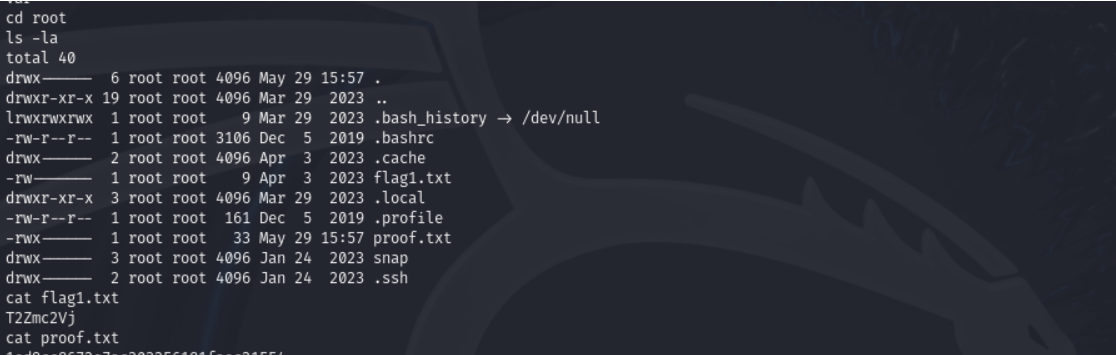 cd root
ls -la
total 40
drwx------  6 root root 4096 May 29 15:57 .
drwxr-xr-x 19 root root 4096 Mar 29  2023 ..
lrwxrwxrwx  1 root root    9 Mar 29  2023 .bash_history → /dev/null
-rw-r--r--  1 root root 3106 Dec  5  2019 .bashrc
drwx------  2 root root 4096 Apr  3  2023 .cache
-rw-------  1 root root    9 Apr  3  2023 flag1.txt
drwxr-xr-x  3 root root 4096 Mar 29  2023 .local
-rw-r--r--  1 root root  161 Dec  5  2019 .profile
-rwx------  1 root root   33 May 29 15:57 proof.txt
drwx------  3 root root 4096 Jan 24  2023 snap
drwx------  2 root root 4096 Jan 24  2023 .ssh
cat flag1.txt
T2Zmc2Vj
cat proof.txt